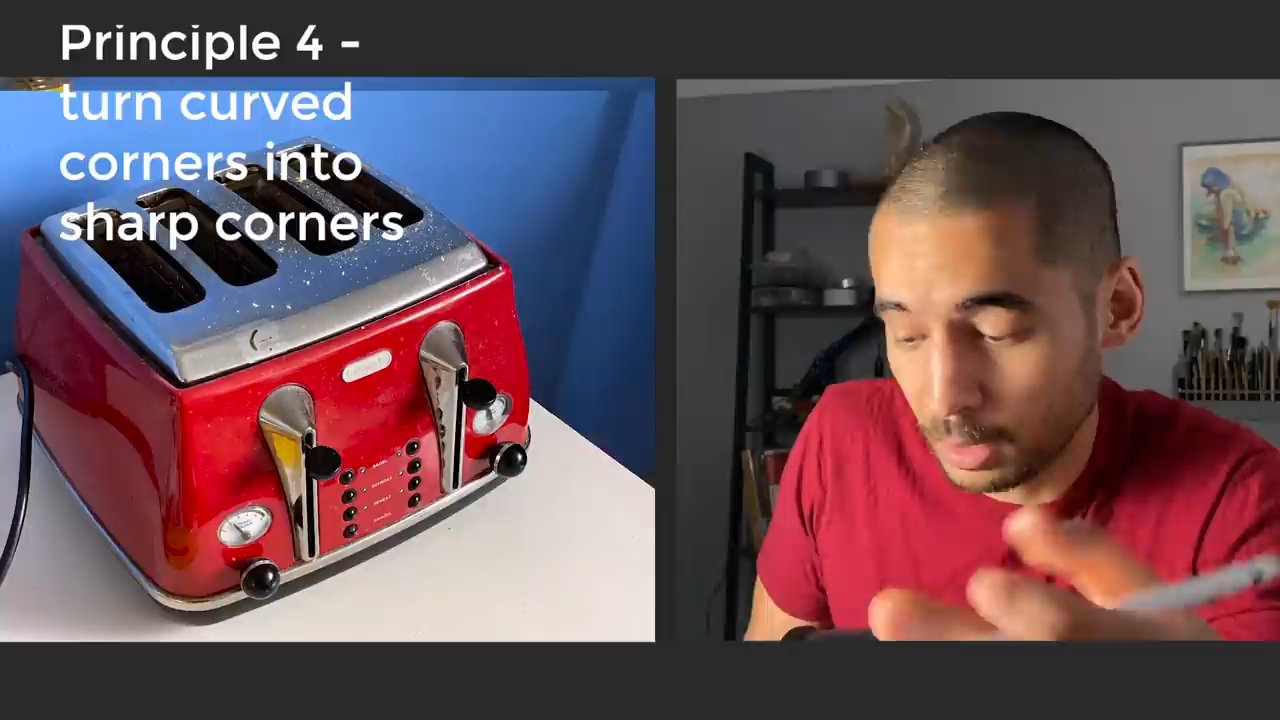 Principle 4 -
turn curved
corners into
sharp corners